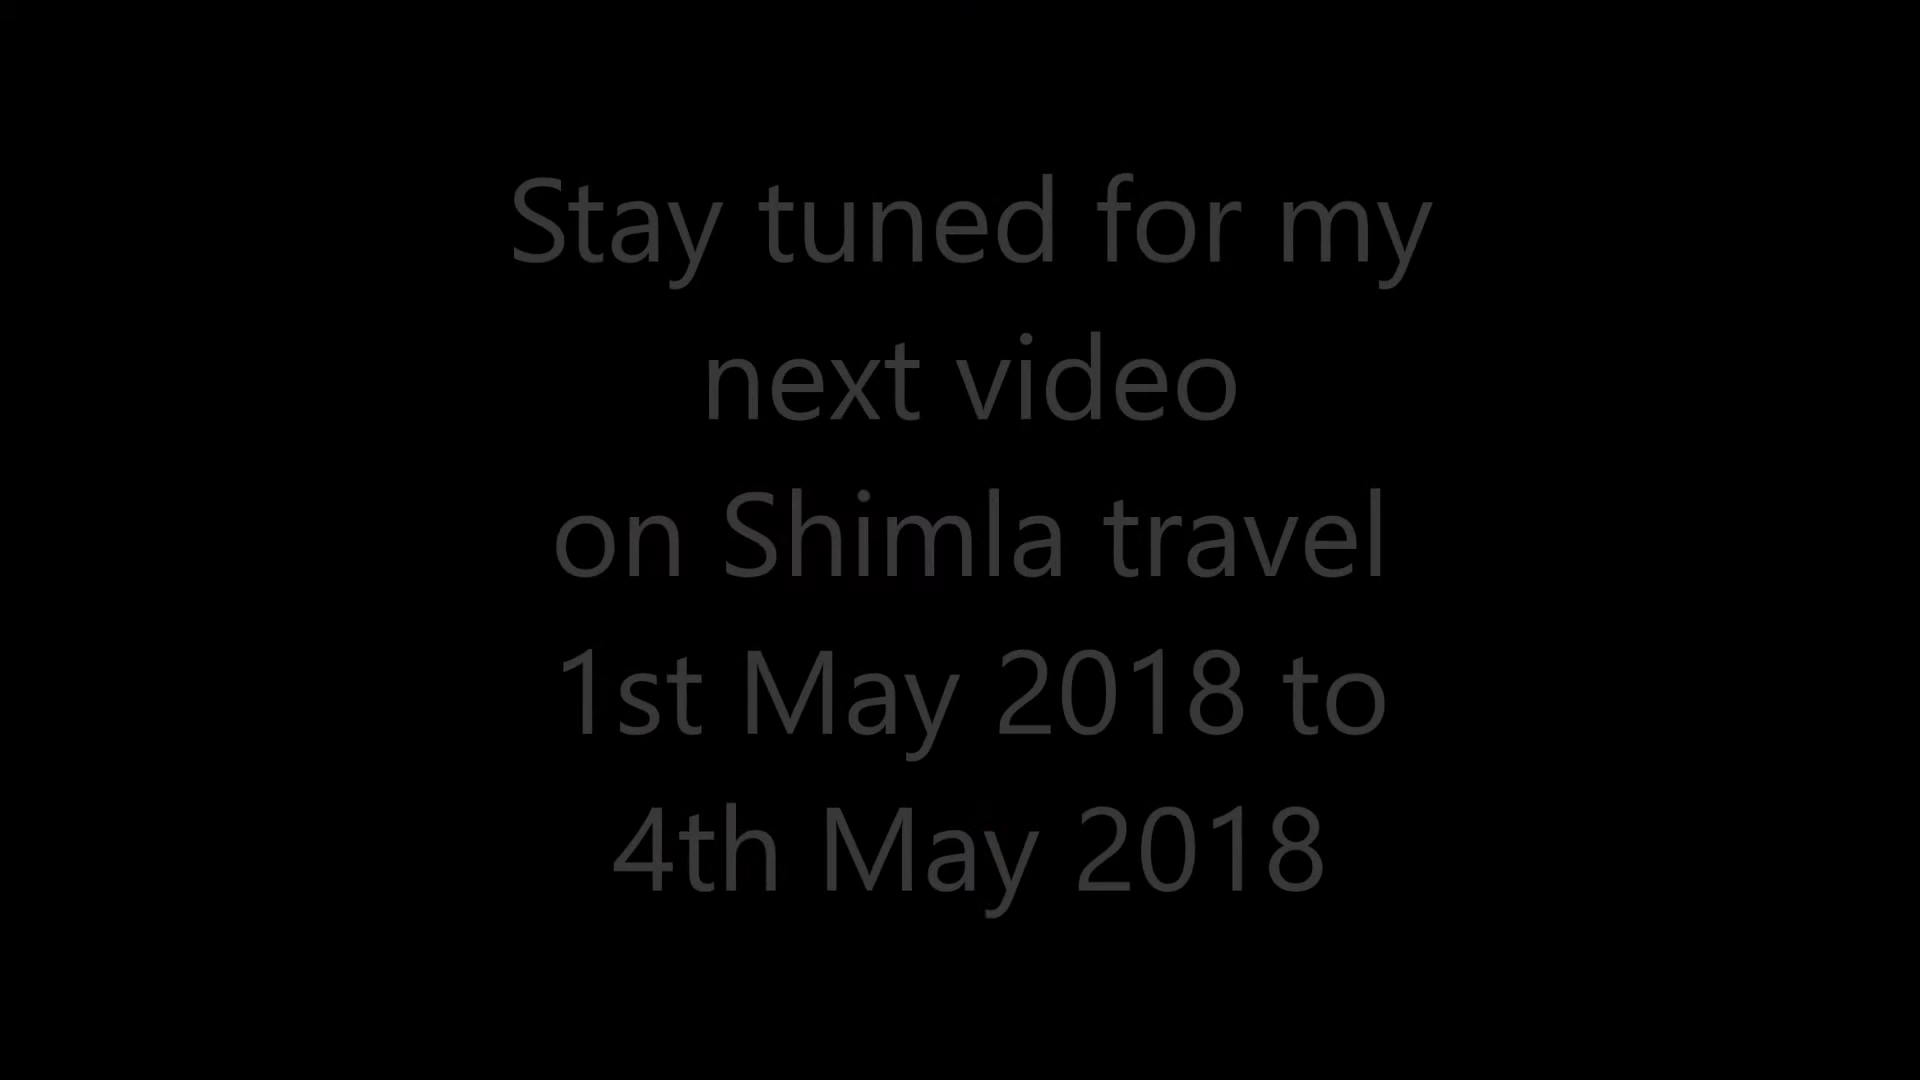 Stay tuned for my
next video
on Shimla travel
1st May 2018 to
4th May 2018